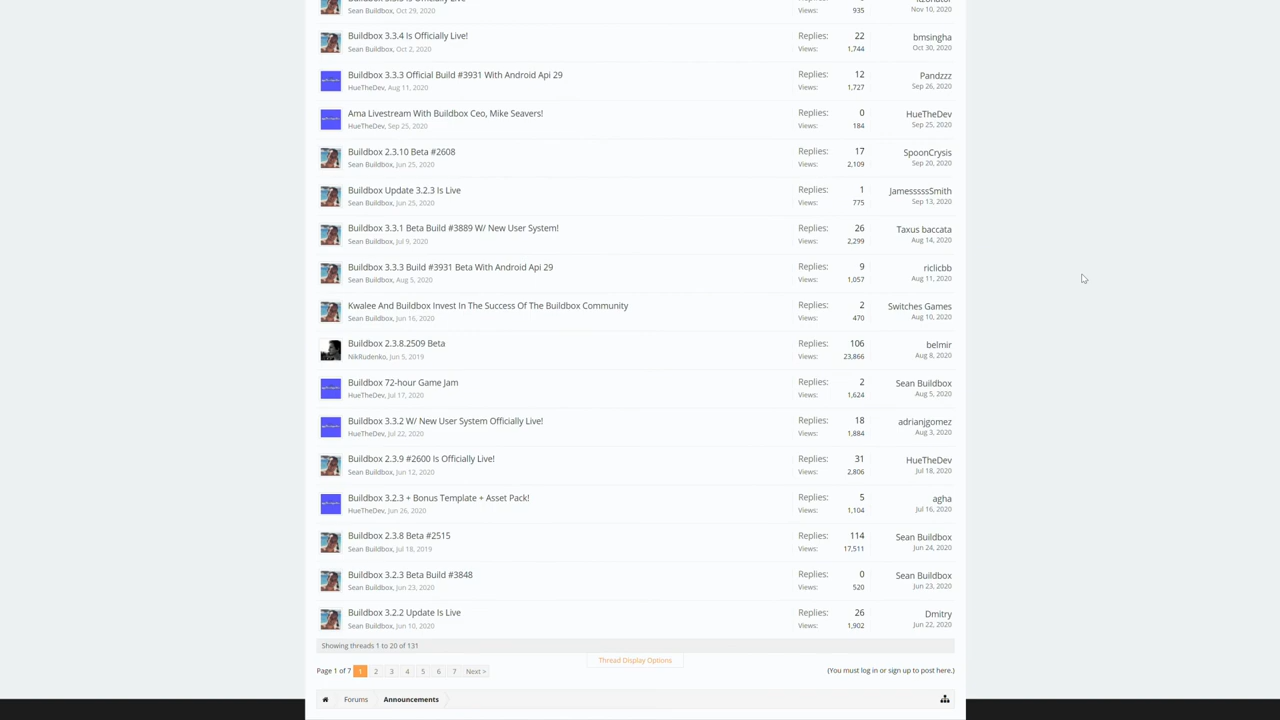 Sean Buildbox, Oct 29, 2020
Views: 935
Nov 10, 2020
Buildbox 3.3.4 Is Officially Live!
Replies: 22
bmsingha
Sean Buildbox, Oct 2, 2020
Views: 1,744
Oct 30, 2020
Buildbox 3.3.3 Official Build #3931 With Android Api 29
Replies: 12
Pandzzz
HueTheDev, Aug 11, 2020
Views: 1,727
Sep 26, 2020
Ama Livestream With Buildbox Ceo, Mike Seavers!
Replies: 0
HueTheDev
HueTheDev, Sep 25, 2020
Views: 184
Sep 25, 2020
Buildbox 2.3.10 Beta #2608
Replies: 17
SpoonCrysis
Sean Buildbox, Jun 25, 2020
Views: 2,109
Sep 20, 2020
Buildbox Update 3.2.3 Is Live
Replies: 1
JamesssssSmith
Sean Buildbox, Jun 25, 2020
Views: 775
Sep 13, 2020
Buildbox 3.3.1 Beta Build #3889 W/ New User System!
Replies: 26
Taxus baccata
Sean Buildbox, Jul 9, 2020
Views: 2,299
Aug 14, 2020
Buildbox 3.3.3 Build #3931 Beta With Android Api 29
Replies: 9
riclicbb
Sean Buildbox, Aug 5, 2020
Views: 1,057
Aug 11, 2020
Kwalee And Buildbox Invest In The Success Of The Buildbox Community
Replies: 2
Switches Games
Sean Buildbox, Jun 16, 2020
Views: 470
Aug 10, 2020
Buildbox 2.3.8.2509 Beta
Replies: 106
belmir
NikRudenko, Jun 5, 2019
Views: 23,866
Aug 8, 2020
Buildbox 72-hour Game Jam
Replies: 2
Sean Buildbox
HueTheDev, Jul 17, 2020
Views: 1,624
Aug 5, 2020
Buildbox 3.3.2 W/ New User System Officially Live!
Replies: 18
adrianjgomez
HueTheDev, Jul 22, 2020
Views: 1,884
Aug 3, 2020
Buildbox 2.3.9 #2600 Is Officially Live!
Replies: 31
HueTheDev
Sean Buildbox, Jun 12, 2020
Views: 2,806
Jul 18, 2020
Buildbox 3.2.3 + Bonus Template + Asset Pack!
Replies: 5
agha
HueTheDev, Jun 26, 2020
Views: 1,104
Jul 16, 2020
Buildbox 2.3.8 Beta #2515
Replies: 114
Sean Buildbox
Sean Buildbox, Jul 18, 2019
Views: 17,511
Jun 24, 2020
Buildbox 3.2.3 Beta Build #3848
Replies: 0
Sean Buildbox
Sean Buildbox, Jun 23, 2020
Views: 520
Jun 23, 2020
Buildbox 3.2.2 Update Is Live
Replies: 26
Dmitry
Sean Buildbox, Jun 10, 2020
Views: 1,902
Jun 22, 2020
Showing threads 1 to 20 of 131
Thread Display Options
Page 1 of 7 1 2 3 4 5 6 7 Next >
(You must log in or sign up to post here.)
Forums Announcements